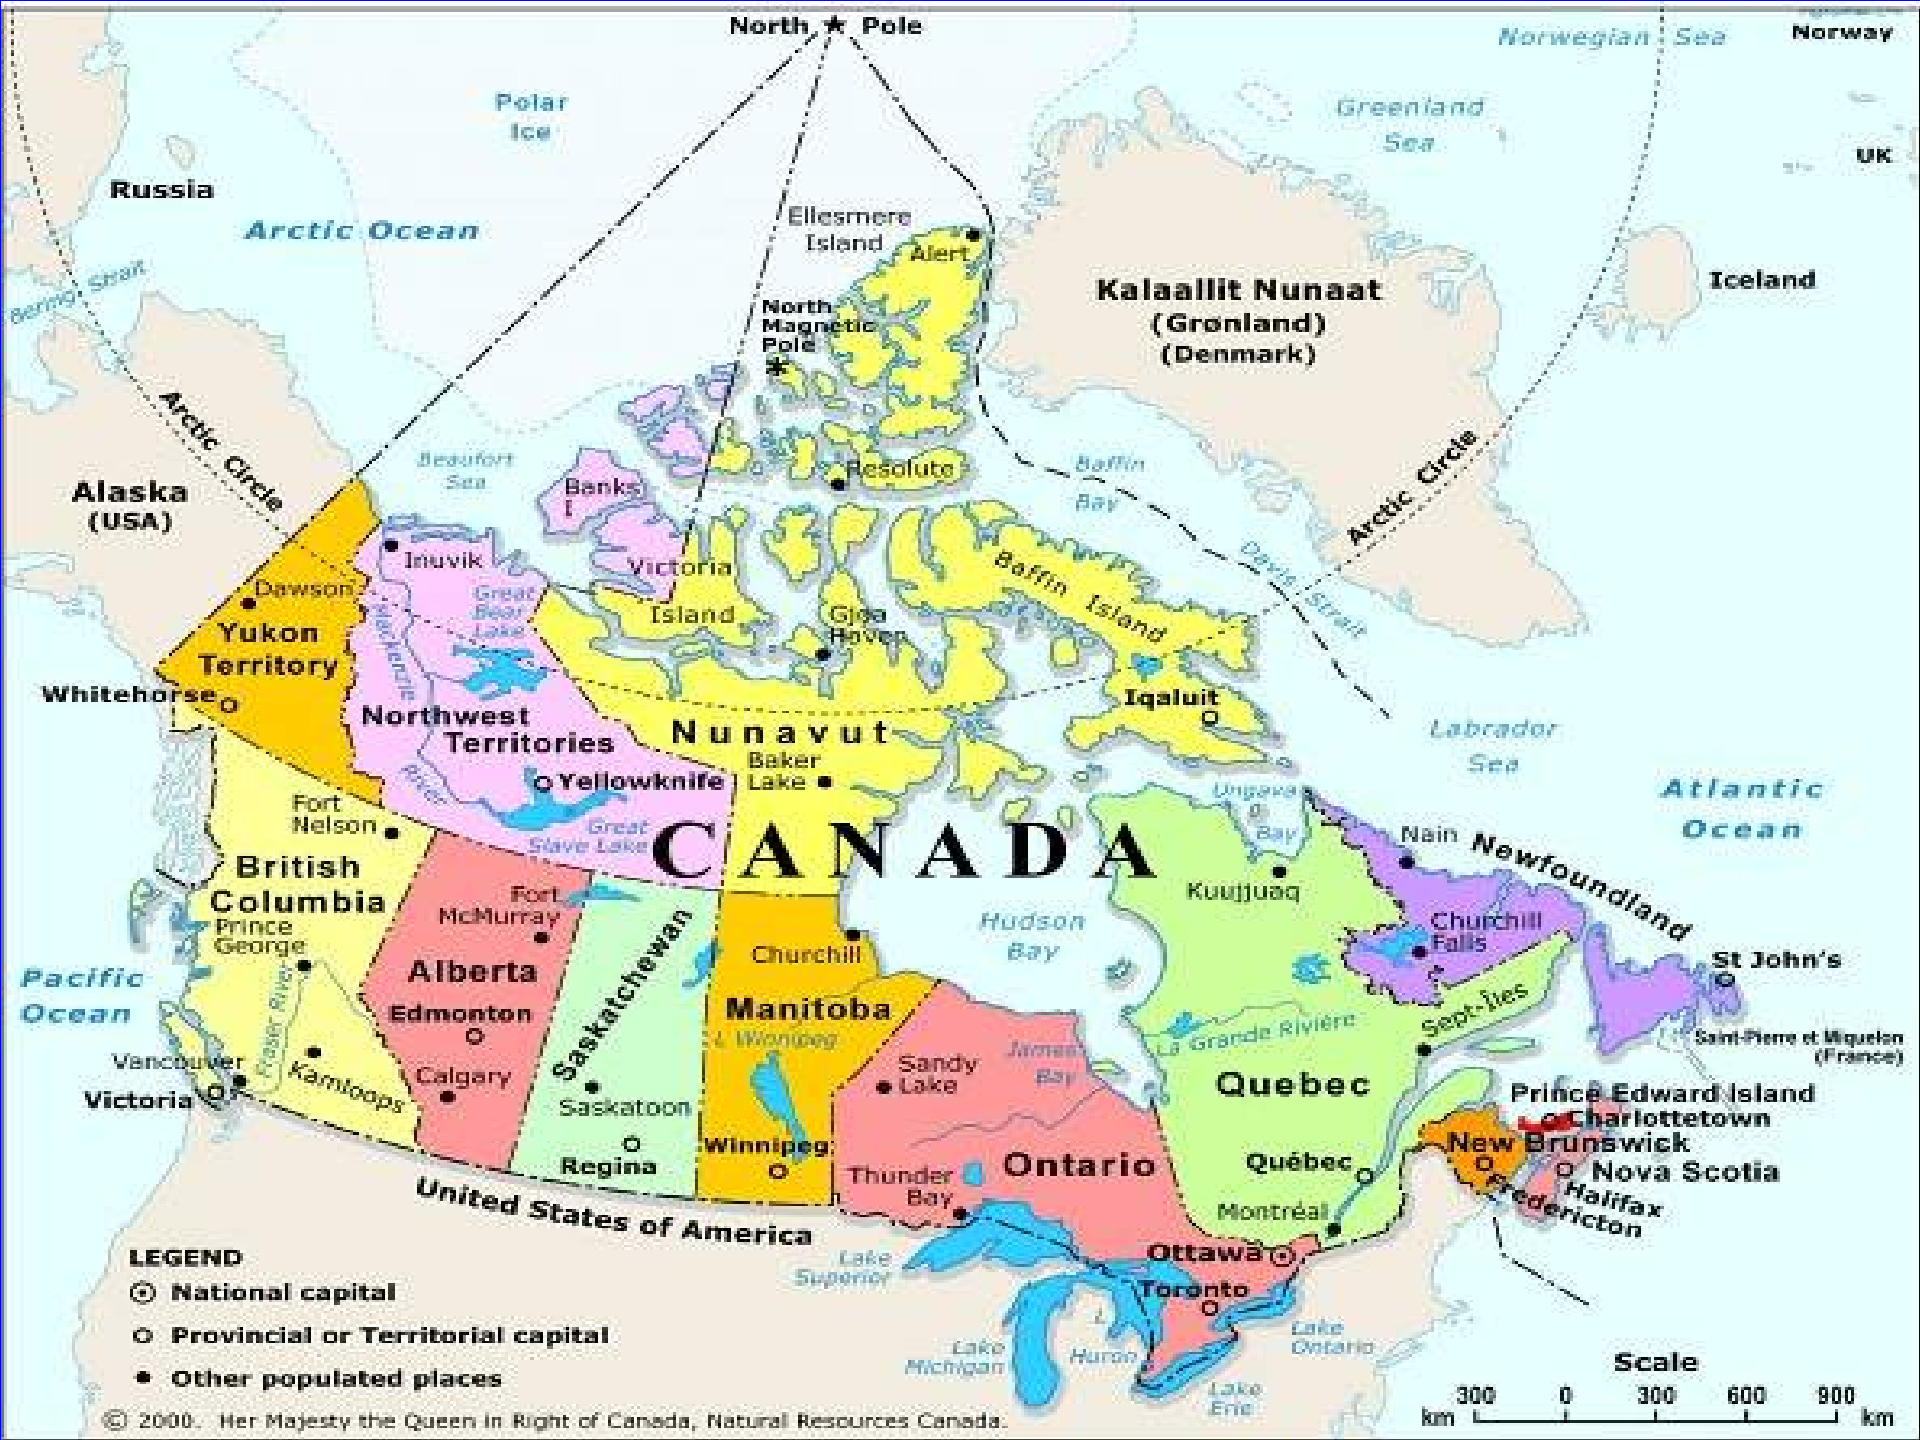 North ★ Pole
Norwegian Sea
Norway
Polar
Ice
Greenland
Sea
UK
Russia
Arctic Ocean
Ellesmere
Island
Alert
Bering Strait
Kalaallit Nunaat
(Grønland)
(Denmark)
Iceland
North
Magnetic
Pole
Arctic Circle
Beaufort
Sea
Alaska
(USA)
Banks
I
Resolute
Baffin
Bay
Arctic Circle
Inuvik
Victoria
Island
Dawson
Great
Bear
Lake
Gjoa
Haven
Baffin Island
Davis Strait
Yukon
Territory
Mackenzie
River
Whitehorse
Northwest
Territories
Nunavut
Iqaluit
Labrador
Sea
Yellowknife
Baker
Lake
Fort
Nelson
Great
Slave Lake
CANADA
Ungava
Bay
Atlantic
Ocean
Nain
Newfoundland
British
Columbia
Fort
McMurray
Kuujjuaq
Prince
George
Saskatchewan
Churchill
Hudson
Bay
Churchill
Falls
St John's
Pacific
Ocean
Alberta
Edmonton
Manitoba
L Winnipeg
Sept-Îles
La Grande Rivière
Saint-Pierre et Miquelon
(France)
Fraser River
Vancouver
Victoria
Kamloops
Calgary
Saskatoon
Sandy
Lake
James
Bay
Quebec
Prince Edward Island
Charlottetown
Winnipeg
Regina
New Brunswick
Thunder
Bay
Ontario
Québec
Nova Scotia
Halifax
Fredericton
Montréal
United States of America
Ottawa
Toronto
Lake
Superior
LEGEND
National capital
Provincial or Territorial capital
Other populated places
Lake
Michigan
L
Huron
Lake
Ontario
Lake
Erie
Scale
300 0 300 600 900
km km
© 2000. Her Majesty the Queen in Right of Canada, Natural Resources Canada.